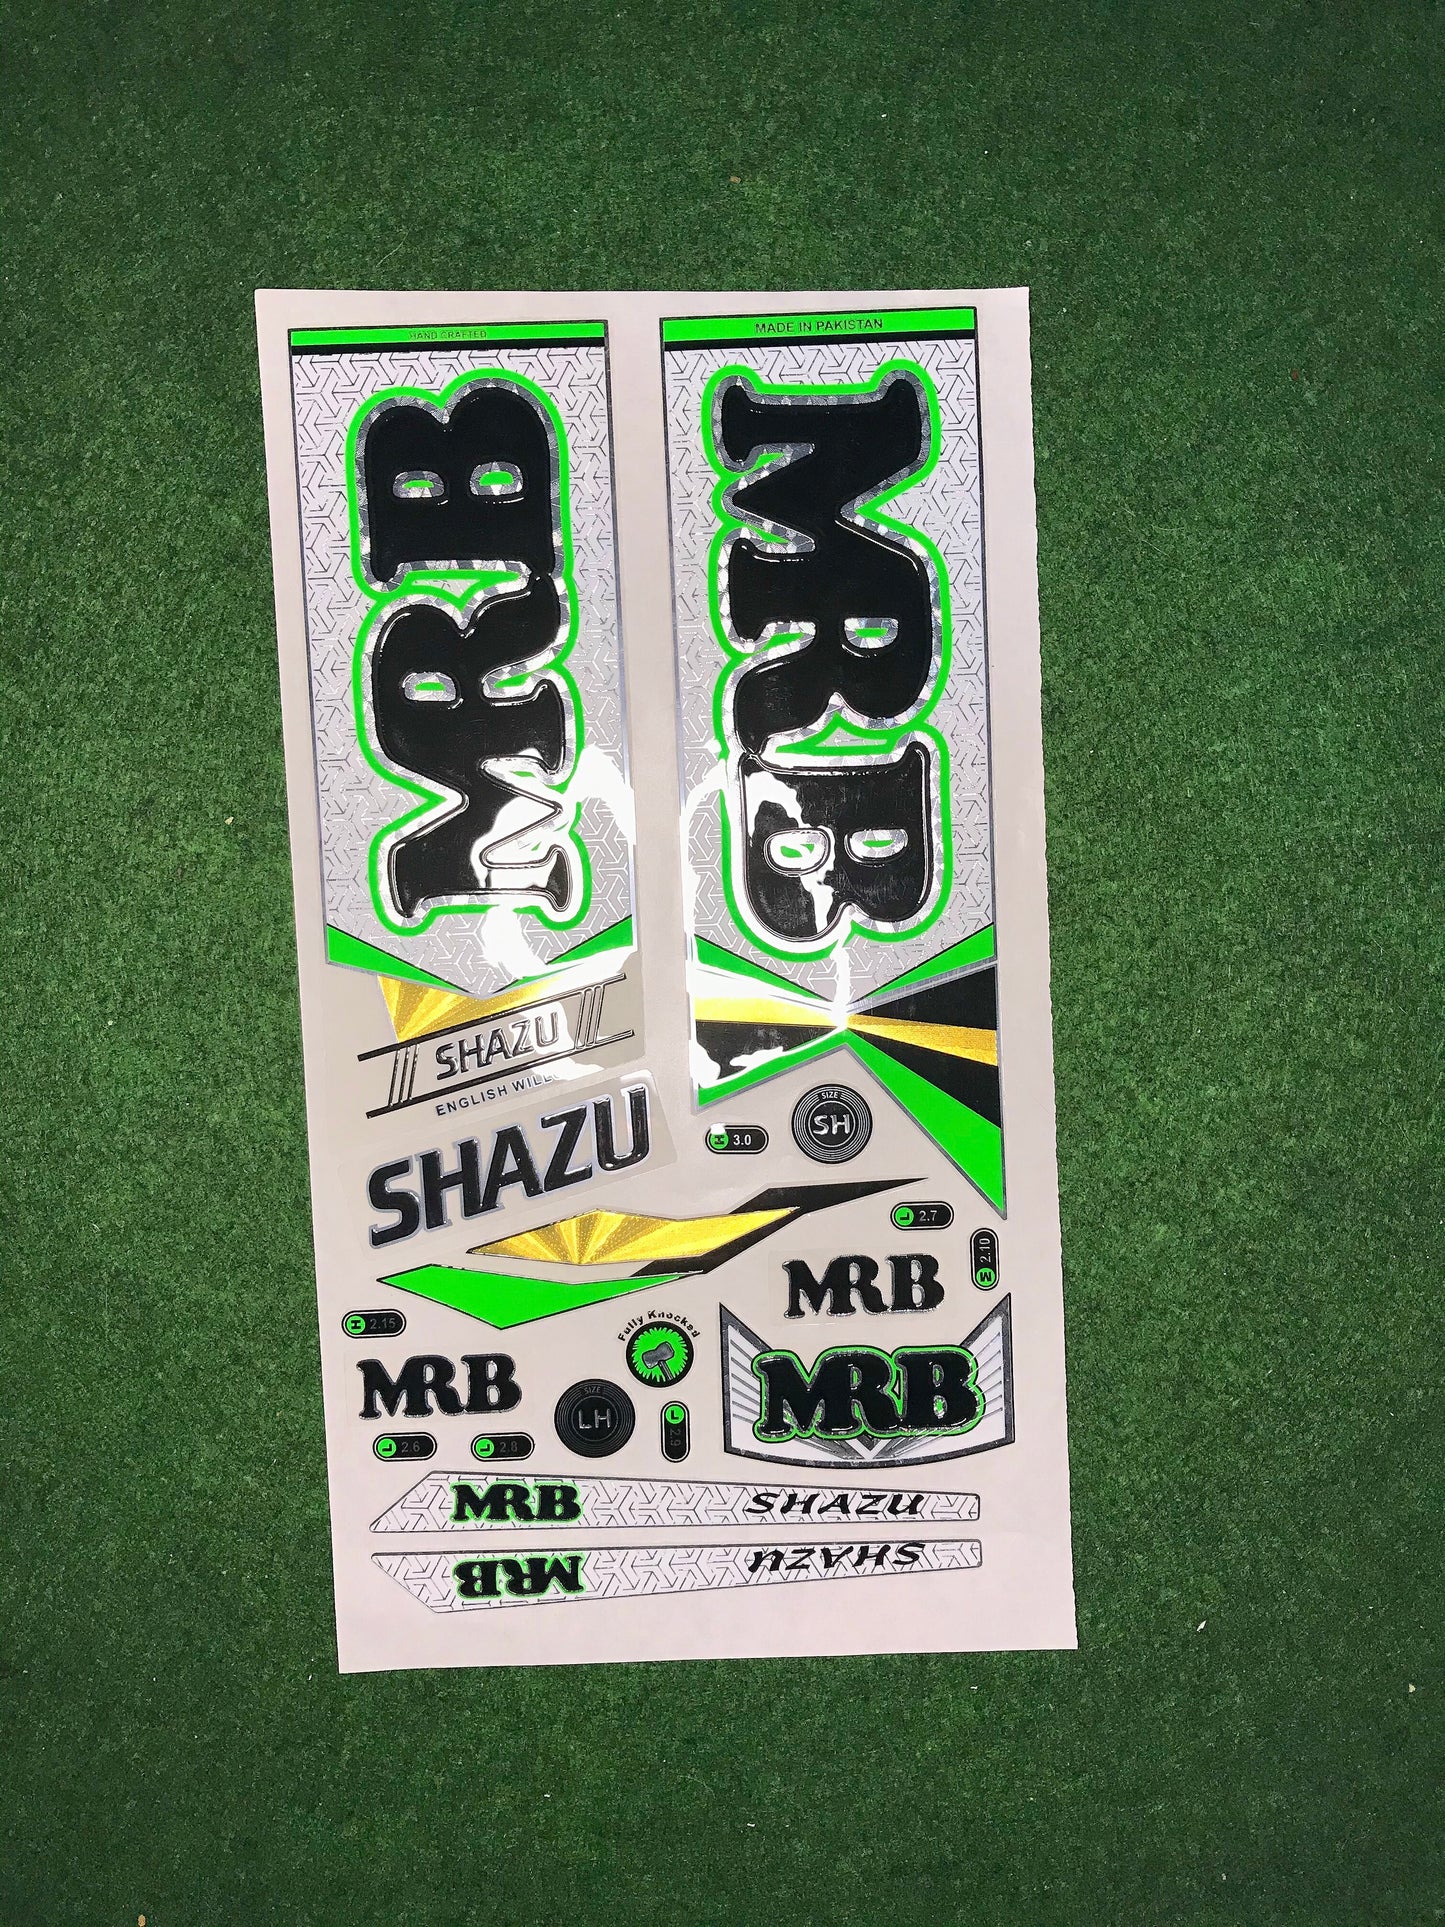 HAND CRAFTED
MRB
MADE IN PAKISTAN
MRB
SHAZU
ENGLISH
SHAZU
H 3.0
SIZE
SH
L 2.7
M 2.10
MRB
H 2.15
Fully Knocked
MRB
MRB
SIZE
LH
L 2.9
L 2.6
L 2.8
MRB SHAZU
MRB SHAZU